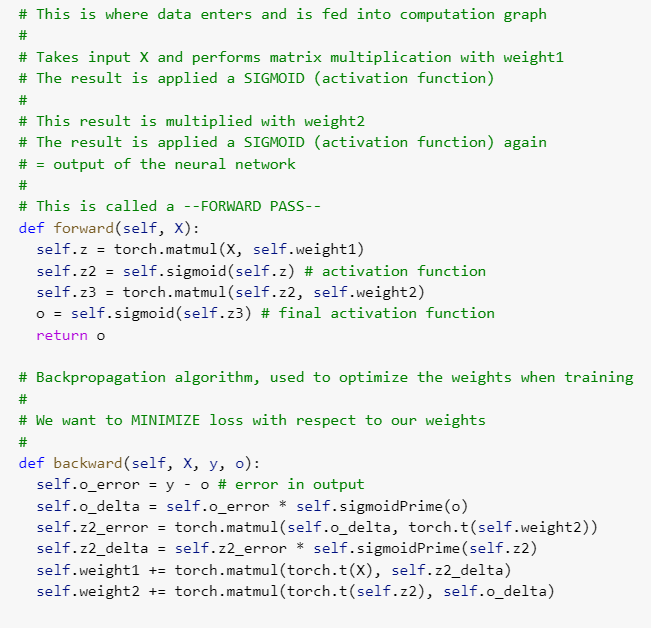 # This is where data enters and is fed into computation graph
#
# Takes input X and performs matrix multiplication with weight1
# The result is applied a SIGMOID (activation function)
#
# This result is multiplied with weight2
# The result is applied a SIGMOID (activation function) again
# = output of the neural network
#
# This is called a --FORWARD PASS--
def forward(self, X):
  self.z = torch.matmul(X, self.weight1)
  self.z2 = self.sigmoid(self.z) # activation function
  self.z3 = torch.matmul(self.z2, self.weight2)
  o = self.sigmoid(self.z3) # final activation function
  return o

# Backpropagation algorithm, used to optimize the weights when training
#
# We want to MINIMIZE loss with respect to our weights
#
def backward(self, X, y, o):
  self.o_error = y - o # error in output
  self.o_delta = self.o_error * self.sigmoidPrime(o)
  self.z2_error = torch.matmul(self.o_delta, torch.t(self.weight2))
  self.z2_delta = self.z2_error * self.sigmoidPrime(self.z2)
  self.weight1 += torch.matmul(torch.t(X), self.z2_delta)
  self.weight2 += torch.matmul(torch.t(self.z2), self.o_delta)